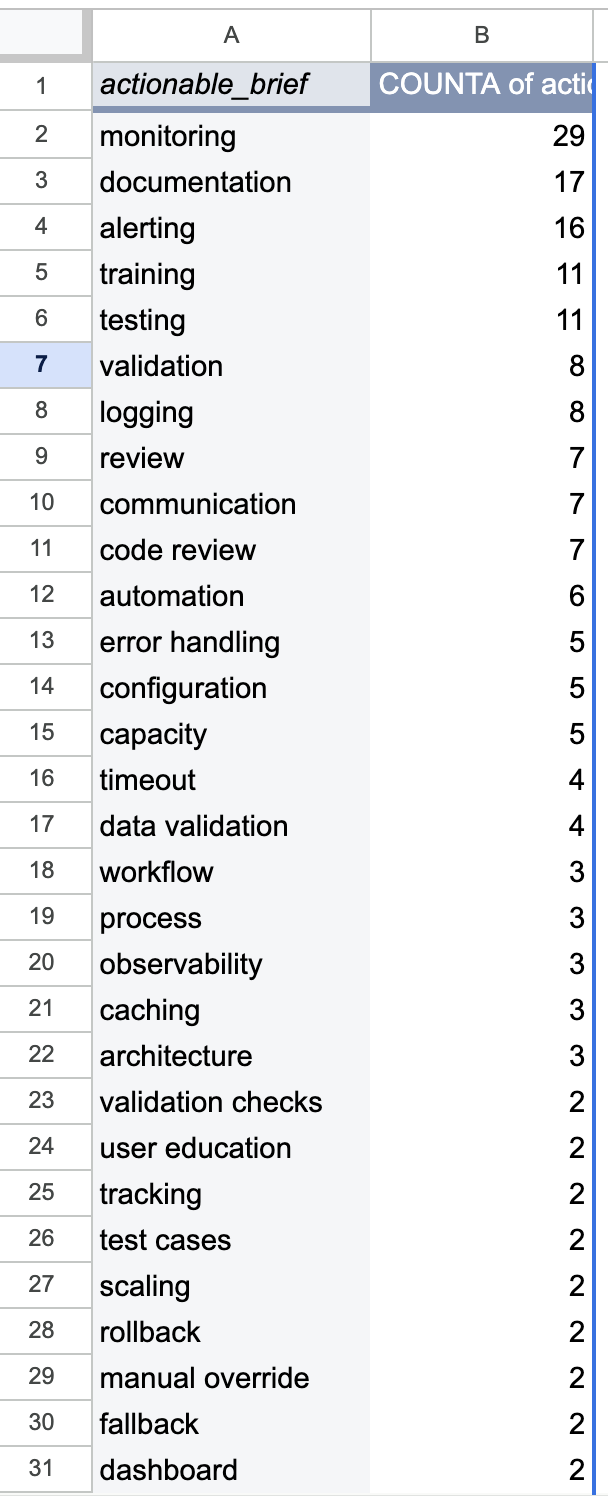 A B
1 actionable_brief COUNTA of actio
2 monitoring 29
3 documentation 17
4 alerting 16
5 training 11
6 testing 11
7 validation 8
8 logging 8
9 review 7
10 communication 7
11 code review 7
12 automation 6
13 error handling 5
14 configuration 5
15 capacity 5
16 timeout 4
17 data validation 4
18 workflow 3
19 process 3
20 observability 3
21 caching 3
22 architecture 3
23 validation checks 2
24 user education 2
25 tracking 2
26 test cases 2
27 scaling 2
28 rollback 2
29 manual override 2
30 fallback 2
31 dashboard 2